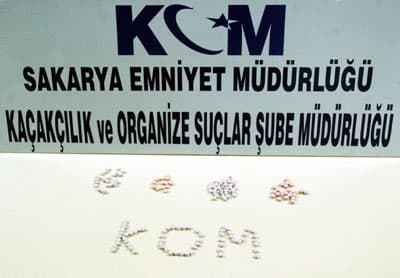 KOM
SAKARYA EMNİYET MÜDÜRLÜĞÜ
KAÇAKÇILIK ve ORGANİZE SUÇLAR ŞUBE MÜDÜRLÜĞÜ
KOM